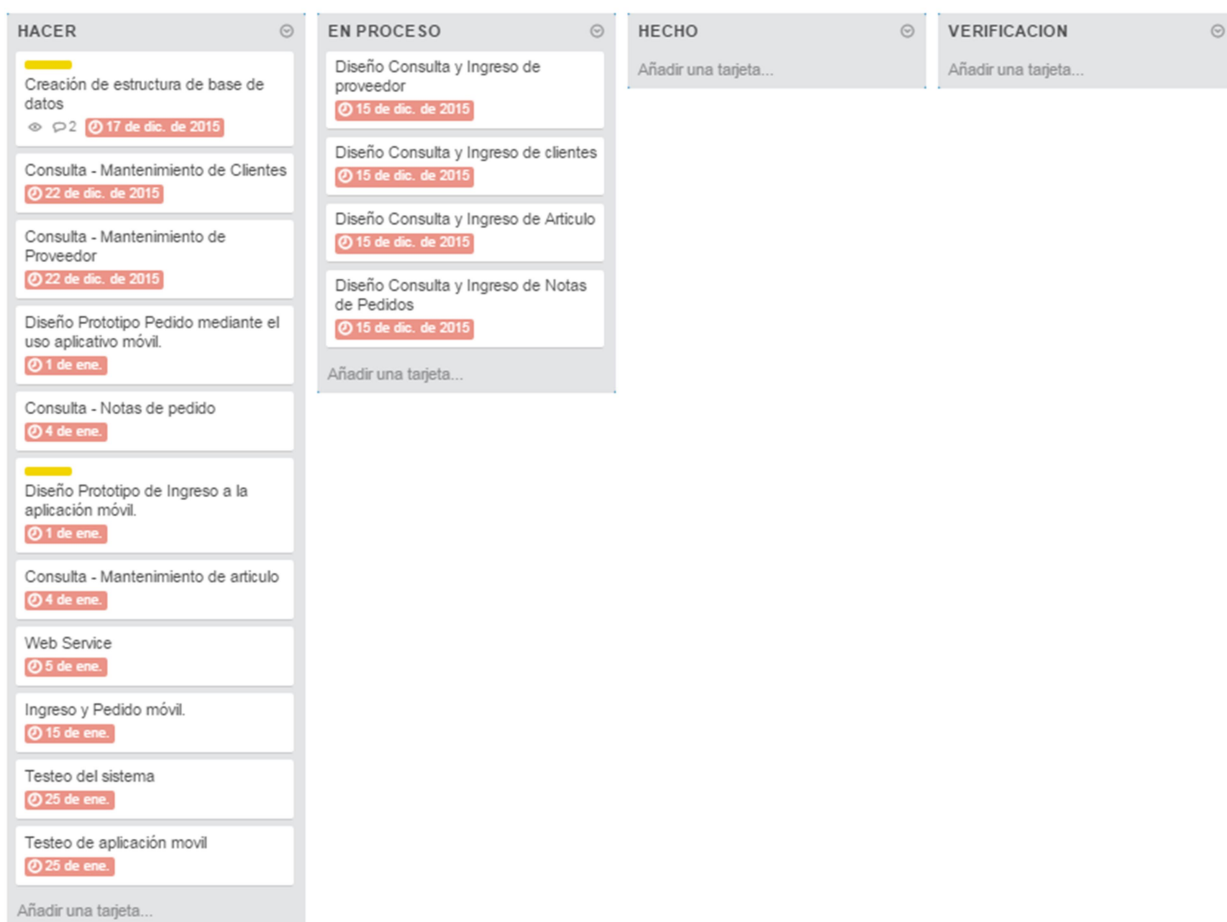 HACER
Creación de estructura de base de
datos
2 17 de dic. de 2015
Consulta - Mantenimiento de Clientes
22 de dic. de 2015
Consulta - Mantenimiento de
Proveedor
22 de dic. de 2015
Diseño Prototipo Pedido mediante el
uso aplicativo móvil.
1 de ene.
Consulta - Notas de pedido
4 de ene.
Diseño Prototipo de Ingreso a la
aplicación móvil.
1 de ene.
Consulta - Mantenimiento de articulo
4 de ene.
Web Service
5 de ene.
Ingreso y Pedido móvil.
15 de ene.
Testeo del sistema
25 de ene.
Testeo de aplicación movil
25 de ene.
Añadir una tarjeta...
EN PROCESO
Diseño Consulta y Ingreso de
proveedor
15 de dic. de 2015
Diseño Consulta y Ingreso de clientes
15 de dic. de 2015
Diseño Consulta y Ingreso de Articulo
15 de dic. de 2015
Diseño Consulta y Ingreso de Notas
de Pedidos
15 de dic. de 2015
Añadir una tarjeta...
HECHO
Añadir una tarjeta...
VERIFICACION
Añadir una tarjeta...